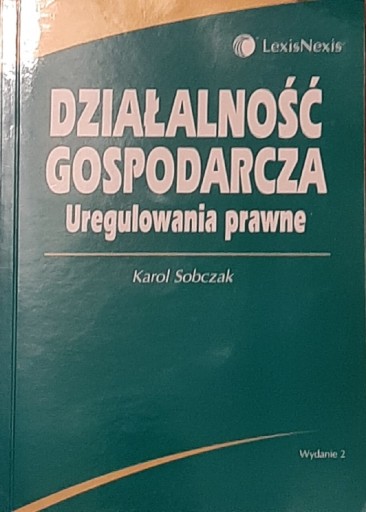 LexisNexis
DZIAŁALNOŚĆ
GOSPODARCZA
Uregulowania prawne
Karol Sobczak
Wydanie 2